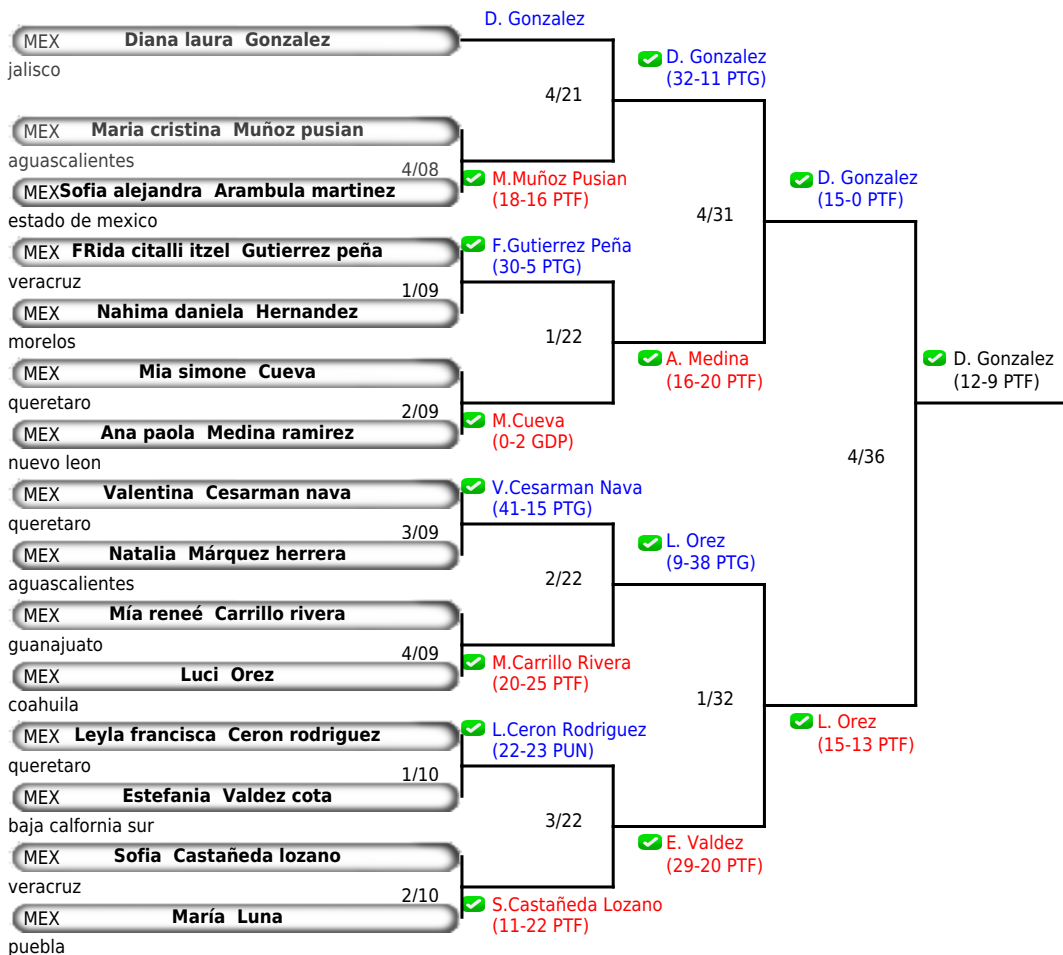 D. Gonzalez
MEX Diana laura Gonzalez
jalisco
D. Gonzalez
(32-11 PTG)
4/21
MEX Maria cristina Muñoz pusian
aguascalientes
4/08
M.Muñoz Pusian
(18-16 PTF)
MEX Sofia alejandra Arambula martinez
estado de mexico
D. Gonzalez
(15-0 PTF)
4/31
MEX FRida citalli itzel Gutierrez peña
veracruz
F.Gutierrez Peña
(30-5 PTG)
1/09
MEX Nahima daniela Hernandez
morelos
1/22
A. Medina
(16-20 PTF)
D. Gonzalez
(12-9 PTF)
MEX Mia simone Cueva
queretaro
2/09
M.Cueva
(0-2 GDP)
MEX Ana paola Medina ramirez
nuevo leon
4/36
MEX Valentina Cesarman nava
queretaro
V.Cesarman Nava
(41-15 PTG)
3/09
MEX Natalia Márquez herrera
aguascalientes
L. Orez
(9-38 PTG)
2/22
MEX Mía reneé Carrillo rivera
guanajuato
4/09
M.Carrillo Rivera
(20-25 PTF)
MEX Luci Orez
coahuila
1/32
L. Orez
(15-13 PTF)
MEX Leyla francisca Ceron rodriguez
queretaro
L.Ceron Rodriguez
(22-23 PUN)
1/10
MEX Estefania Valdez cota
baja calfornia sur
3/22
E. Valdez
(29-20 PTF)
MEX Sofia Castañeda lozano
veracruz
2/10
S.Castañeda Lozano
(11-22 PTF)
MEX María Luna
puebla